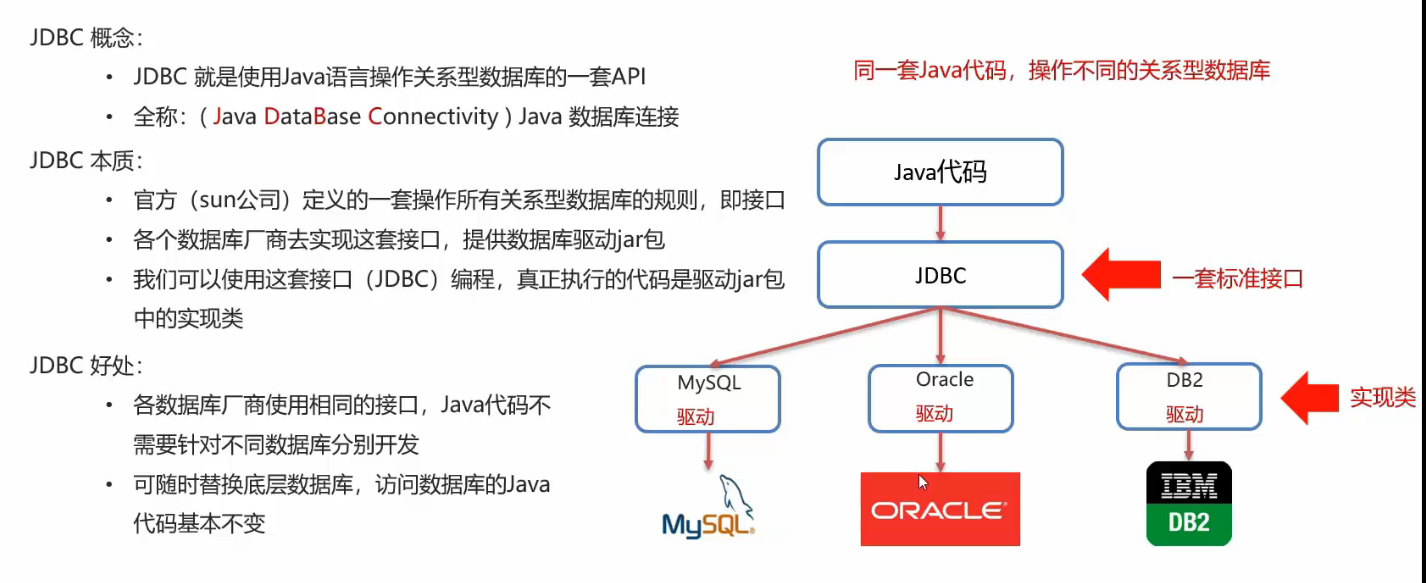 JDBC 概念：
• JDBC 就是使用Java语言操作关系型数据库的一套API
• 全称：( Java DataBase Connectivity ) Java 数据库连接
JDBC 本质：
• 官方（sun公司）定义的一套操作所有关系型数据库的规则，即接口
• 各个数据库厂商去实现这套接口，提供数据库驱动jar包
• 我们可以使用这套接口（JDBC）编程，真正执行的代码是驱动jar包
中的实现类
JDBC 好处：
• 各数据库厂商使用相同的接口，Java代码不
需要针对不同数据库分别开发
• 可随时替换底层数据库，访问数据库的Java
代码基本不变
同一套Java代码，操作不同的关系型数据库
Java代码
JDBC
一套标准接口
MySQL
驱动
Oracle
驱动
DB2
驱动
实现类
MySQL®
ORACLE®
IBM
DB2